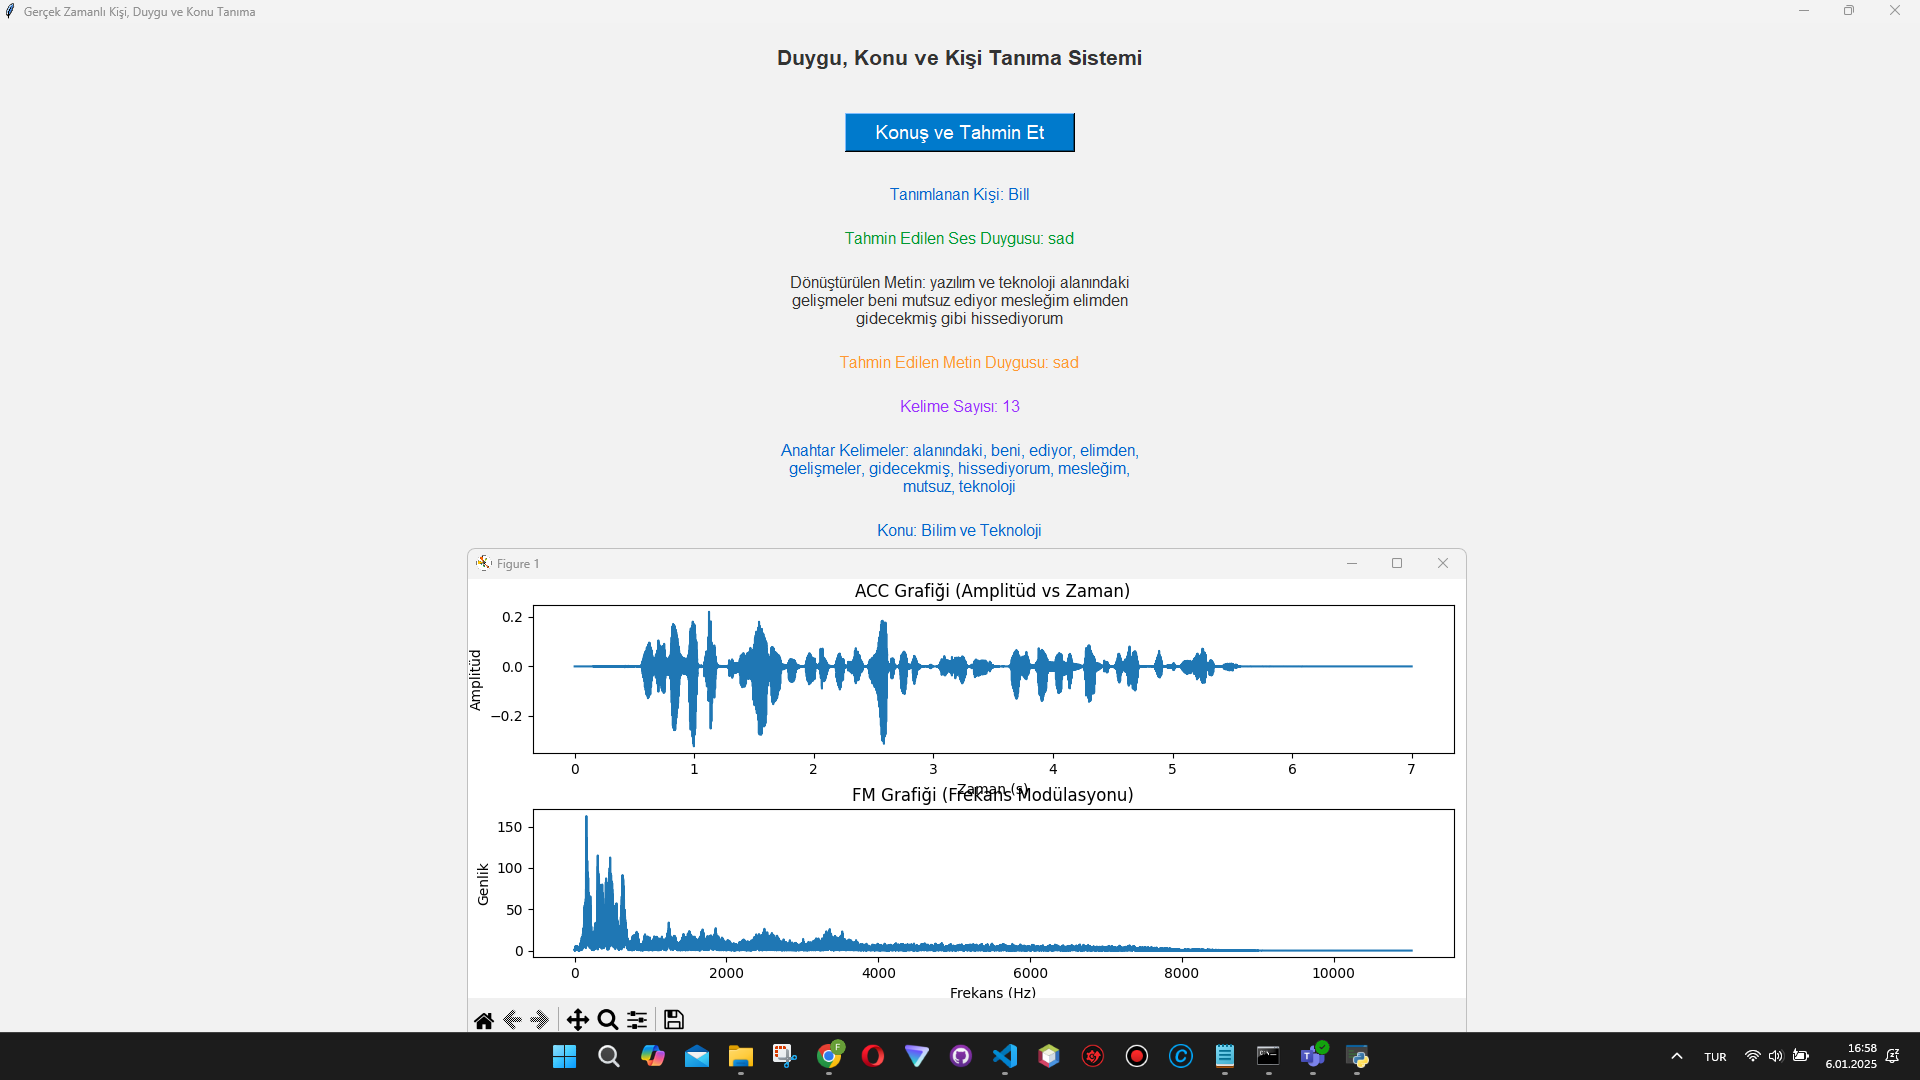 Gerçek Zamanlı Kişi, Duygu ve Konu Tanıma
Duygu, Konu ve Kişi Tanıma Sistemi
Konuş ve Tahmin Et
Tanımlanan Kişi: Bill
Tahmin Edilen Ses Duygusu: sad
Dönüştürülen Metin: yazılım ve teknoloji alanındaki
gelişmeler beni mutsuz ediyor mesleğim elimden
gidecekmiş gibi hissediyorum
Tahmin Edilen Metin Duygusu: sad
Kelime Sayısı: 13
Anahtar Kelimeler: alanındaki, beni, ediyor, elimden,
gelişmeler, gidecekmiş, hissediyorum, mesleğim,
mutsuz, teknoloji
Konu: Bilim ve Teknoloji
Figure 1
ACC Grafiği (Amplitüd vs Zaman)
Amplitüd
0.2
0.0
−0.2
0 1 2 3 4 5 6 7
Zaman (s)
FM Grafiği (Frekans Modülasyonu)
Genlik
150
100
50
0
0 2000 4000 6000 8000 10000
Frekans (Hz)
TUR
16:58
6.01.2025